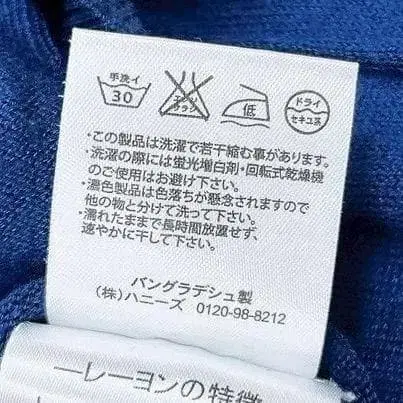 手洗イ 30 エンソ サラシ 低 ドライ セキユ系
・この製品は洗濯で若干縮む事があります。
・洗濯の際には蛍光増白剤・回転式乾燥機
のご使用はお避け下さい。
・濃色製品は色落ちが懸念されますので
他の物と分けて洗って下さい。
・濡れたままで長時間放置せず、
速やかに干して下さい。
バングラデシュ製
(株)ハニーズ 0120-98-8212
―レーヨンの特徴